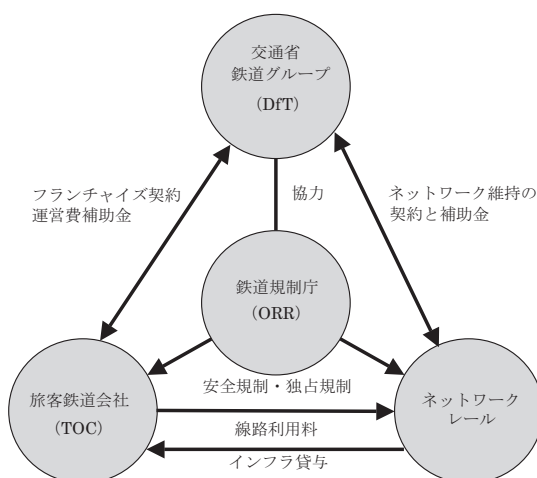 交通省
鉄道グループ
(DfT)
フランチャイズ契約
運営費補助金
協力
ネットワーク維持の
契約と補助金
鉄道規制庁
(ORR)
安全規制・独占規制
旅客鉄道会社
(TOC)
線路利用料
ネットワーク
レール
インフラ貸与